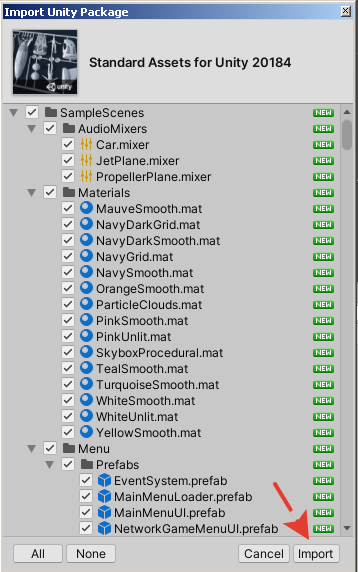 Import Unity Package
unity
Standard Assets for Unity 20184
SampleScenes NEW
AudioMixers NEW
Car.mixer NEW
JetPlane.mixer NEW
PropellerPlane.mixer NEW
Materials NEW
MauveSmooth.mat NEW
NavyDarkGrid.mat NEW
NavyDarkSmooth.mat NEW
NavyGrid.mat NEW
NavySmooth.mat NEW
OrangeSmooth.mat NEW
ParticleClouds.mat NEW
PinkSmooth.mat NEW
PinkUnlit.mat NEW
SkyboxProcedural.mat NEW
TealSmooth.mat NEW
TurquoiseSmooth.mat NEW
WhiteSmooth.mat NEW
WhiteUnlit.mat NEW
YellowSmooth.mat NEW
Menu NEW
Prefabs NEW
EventSystem.prefab NEW
MainMenuLoader.prefab NEW
MainMenuUI.prefab NEW
NetworkGameMenuUI.prefab NEW
All None Cancel Import